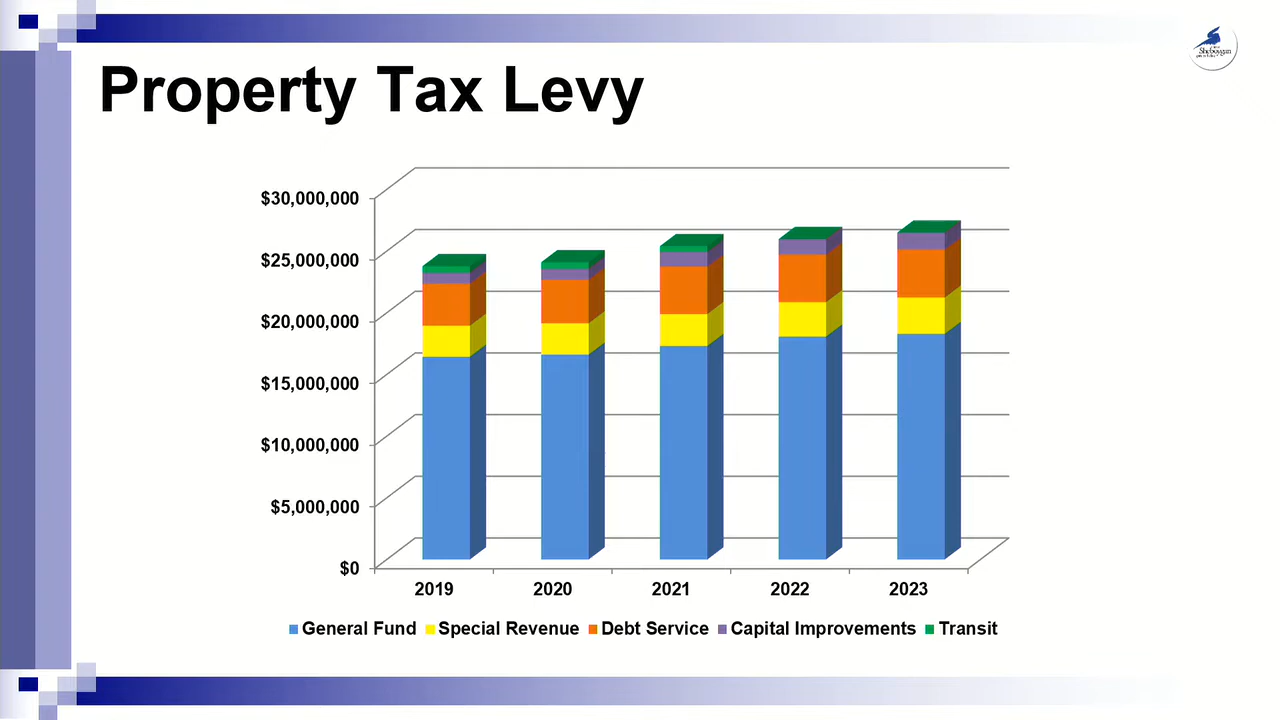 Property Tax Levy
Sheboygan
$30,000,000
$25,000,000
$20,000,000
$15,000,000
$10,000,000
$5,000,000
$0
2019 2020 2021 2022 2023
General Fund Special Revenue Debt Service Capital Improvements Transit